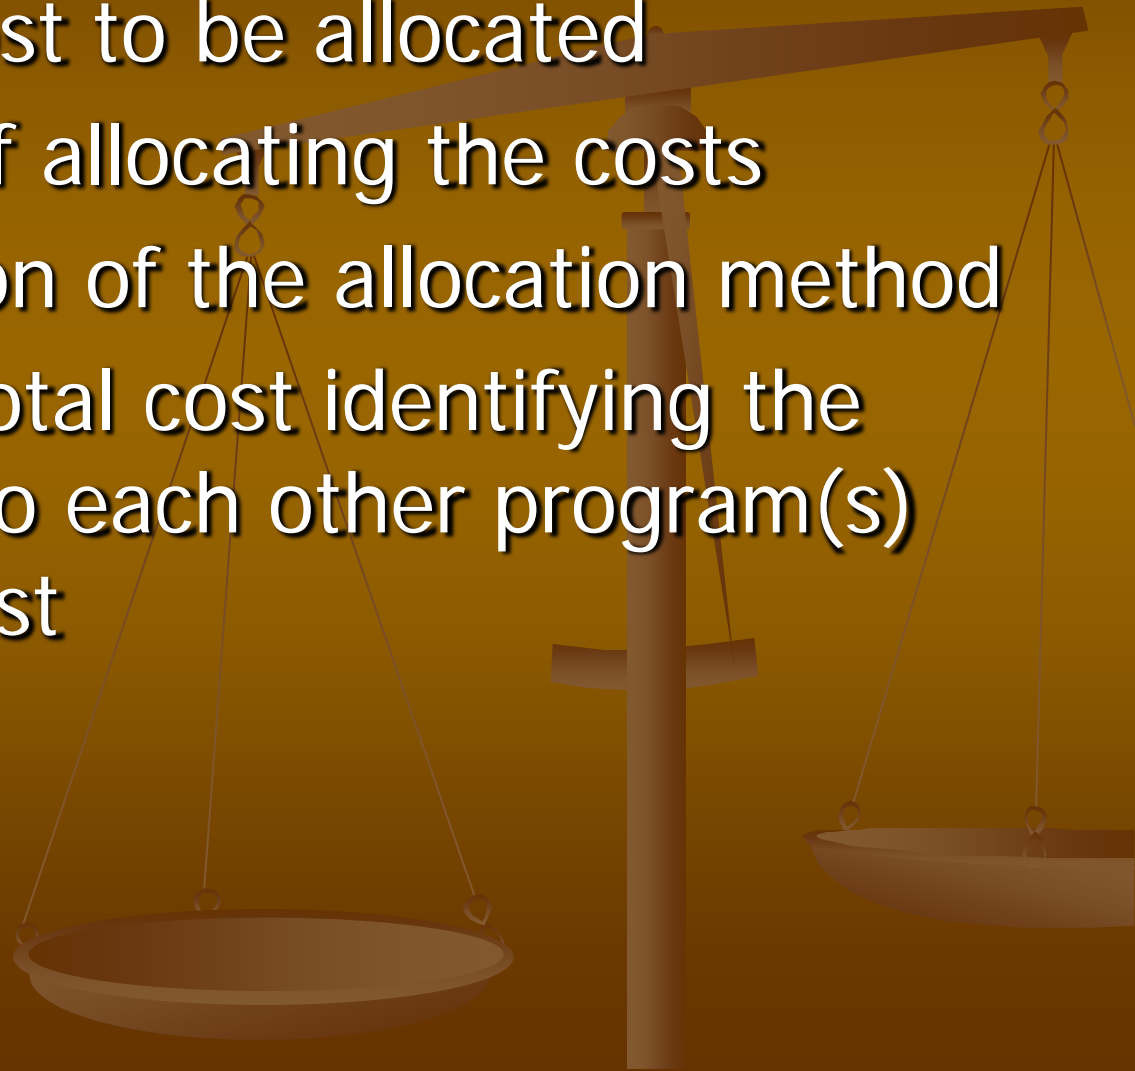 st to be allocated
f allocating the costs
on of the allocation method
otal cost identifying the
o each other program(s)
st